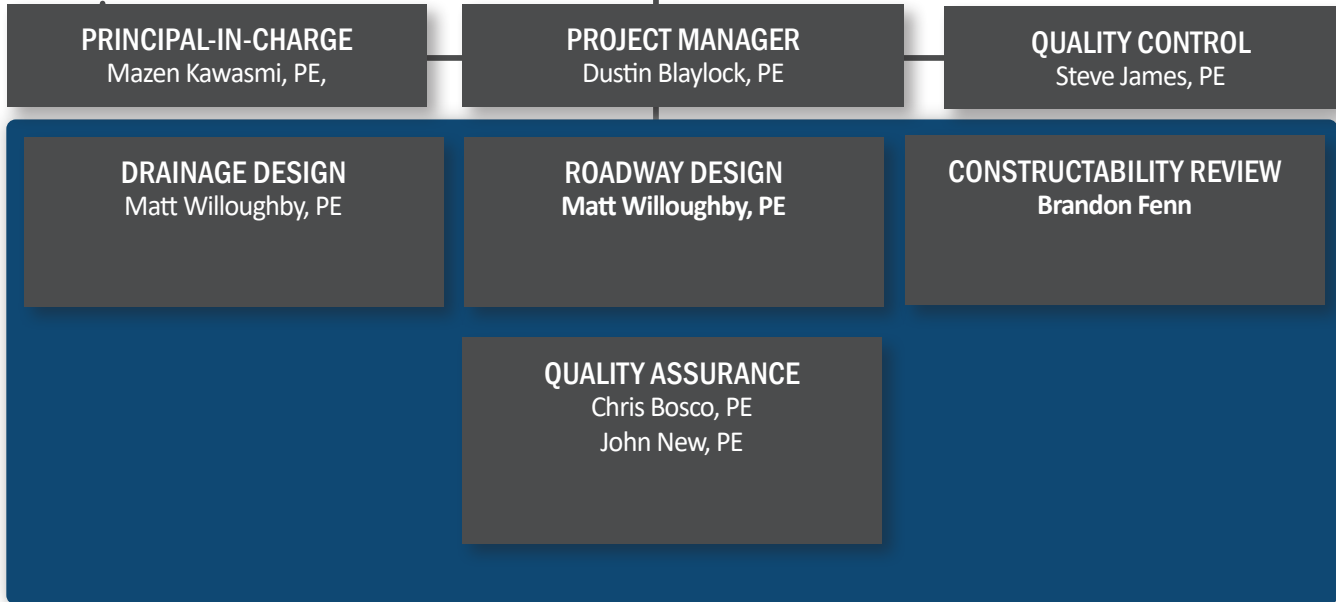 PRINCIPAL-IN-CHARGE
Mazen Kawasmi, PE,
PROJECT MANAGER
Dustin Blaylock, PE
QUALITY CONTROL
Steve James, PE
DRAINAGE DESIGN
Matt Willoughby, PE
ROADWAY DESIGN
Matt Willoughby, PE
CONSTRUCTABILITY REVIEW
Brandon Fenn
QUALITY ASSURANCE
Chris Bosco, PE
John New, PE